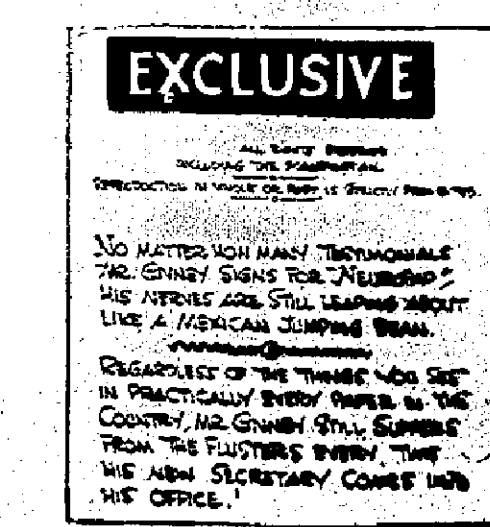 EXCLUSIVE
ALL RIGHTS RESERVED
INCLUDING THE
REPRODUCTION IN WHOLE OR PART IS STRICTLY PROHIBITED.
NO MATTER HOW MANY TESTIMONIALS
MR. GINNEY SIGNS FOR
HIS NERVES ARE STILL LEAPING ABOUT
LIKE A MEXICAN JUMPING BEAN.
REGARDLESS OF THE THINGS YOU SEE
IN PRACTICALLY EVERY PAPER IN THE
COUNTRY, MR. GINNEY STILL SUFFERS
FROM THE FLUSTERS EVERY TIME
HIS NEW SECRETARY COMES INTO
HIS OFFICE.